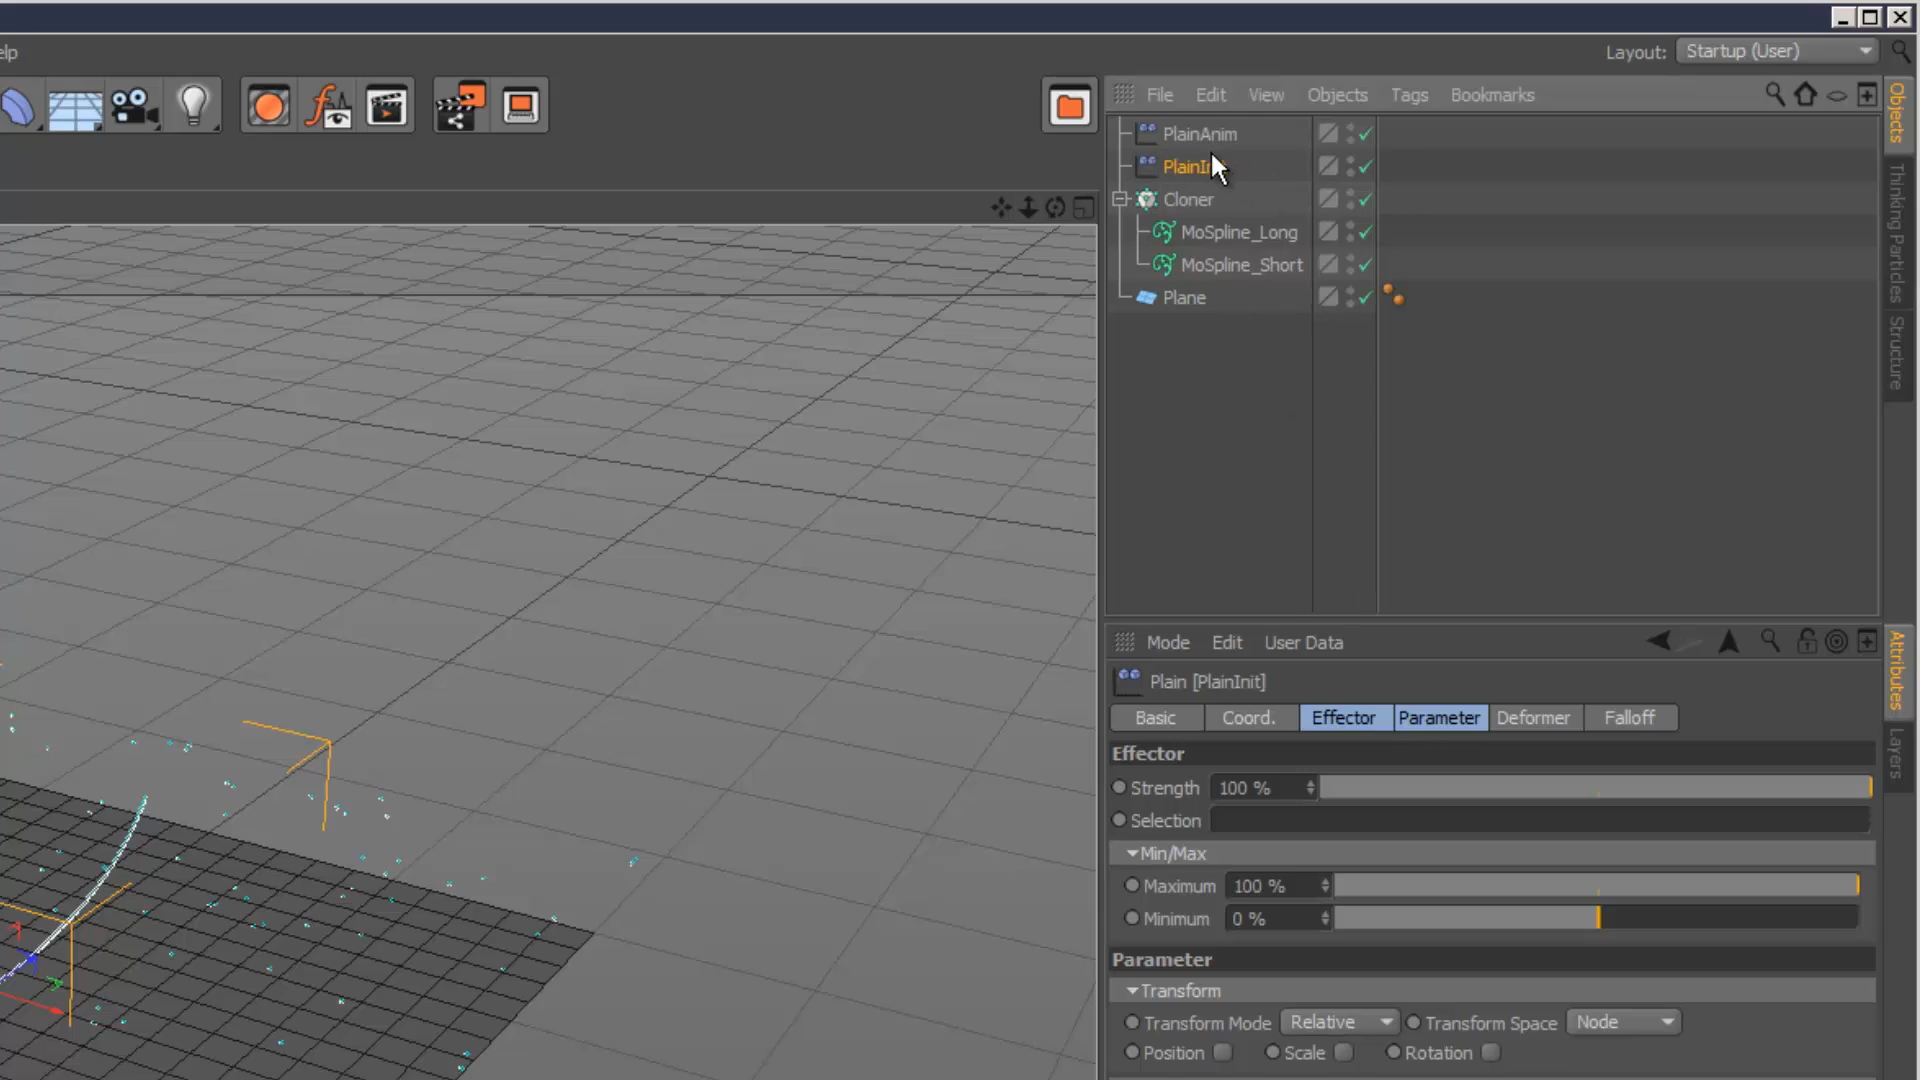 elp
Layout: Startup (User)
File Edit View Objects Tags Bookmarks
PlainAnim
Cloner
MoSpline_Long
MoSpline_Short
Plane
Objects
Thinking Particles
Structure
Mode Edit User Data
Plain [PlainInit]
Basic Coord. Effector Parameter Deformer Falloff
Effector
Strength 100 %
Selection
Min/Max
Maximum 100 %
Minimum 0 %
Parameter
Transform
Transform Mode Relative Transform Space Node
Position Scale Rotation
Attributes
Layers